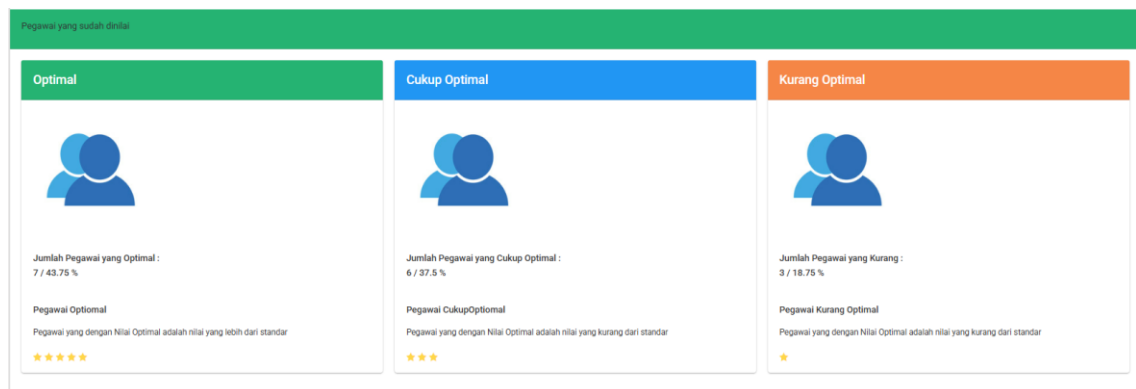 Pegawai yang sudah dinilai
Optimal
Jumlah Pegawai yang Optimal :
7 / 43.75 %
Pegawai Optiomal
Pegawai yang dengan Nilai Optimal adalah nilai yang lebih dari standar
Cukup Optimal
Jumlah Pegawai yang Cukup Optimal :
6 / 37.5 %
Pegawai CukupOptiomal
Pegawai yang dengan Nilai Optimal adalah nilai yang kurang dari standar
Kurang Optimal
Jumlah Pegawai yang Kurang :
3 / 18.75 %
Pegawai Kurang Optimal
Pegawai yang dengan Nilai Optimal adalah nilai yang kurang dari standar